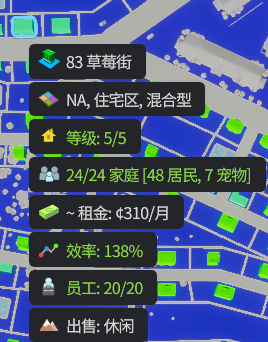 83 草莓街
NA, 住宅区, 混合型
等级: 5/5
24/24 家庭 [48 居民, 7 宠物]
~ 租金: ¢310/月
效率: 138%
员工: 20/20
出售: 休闲